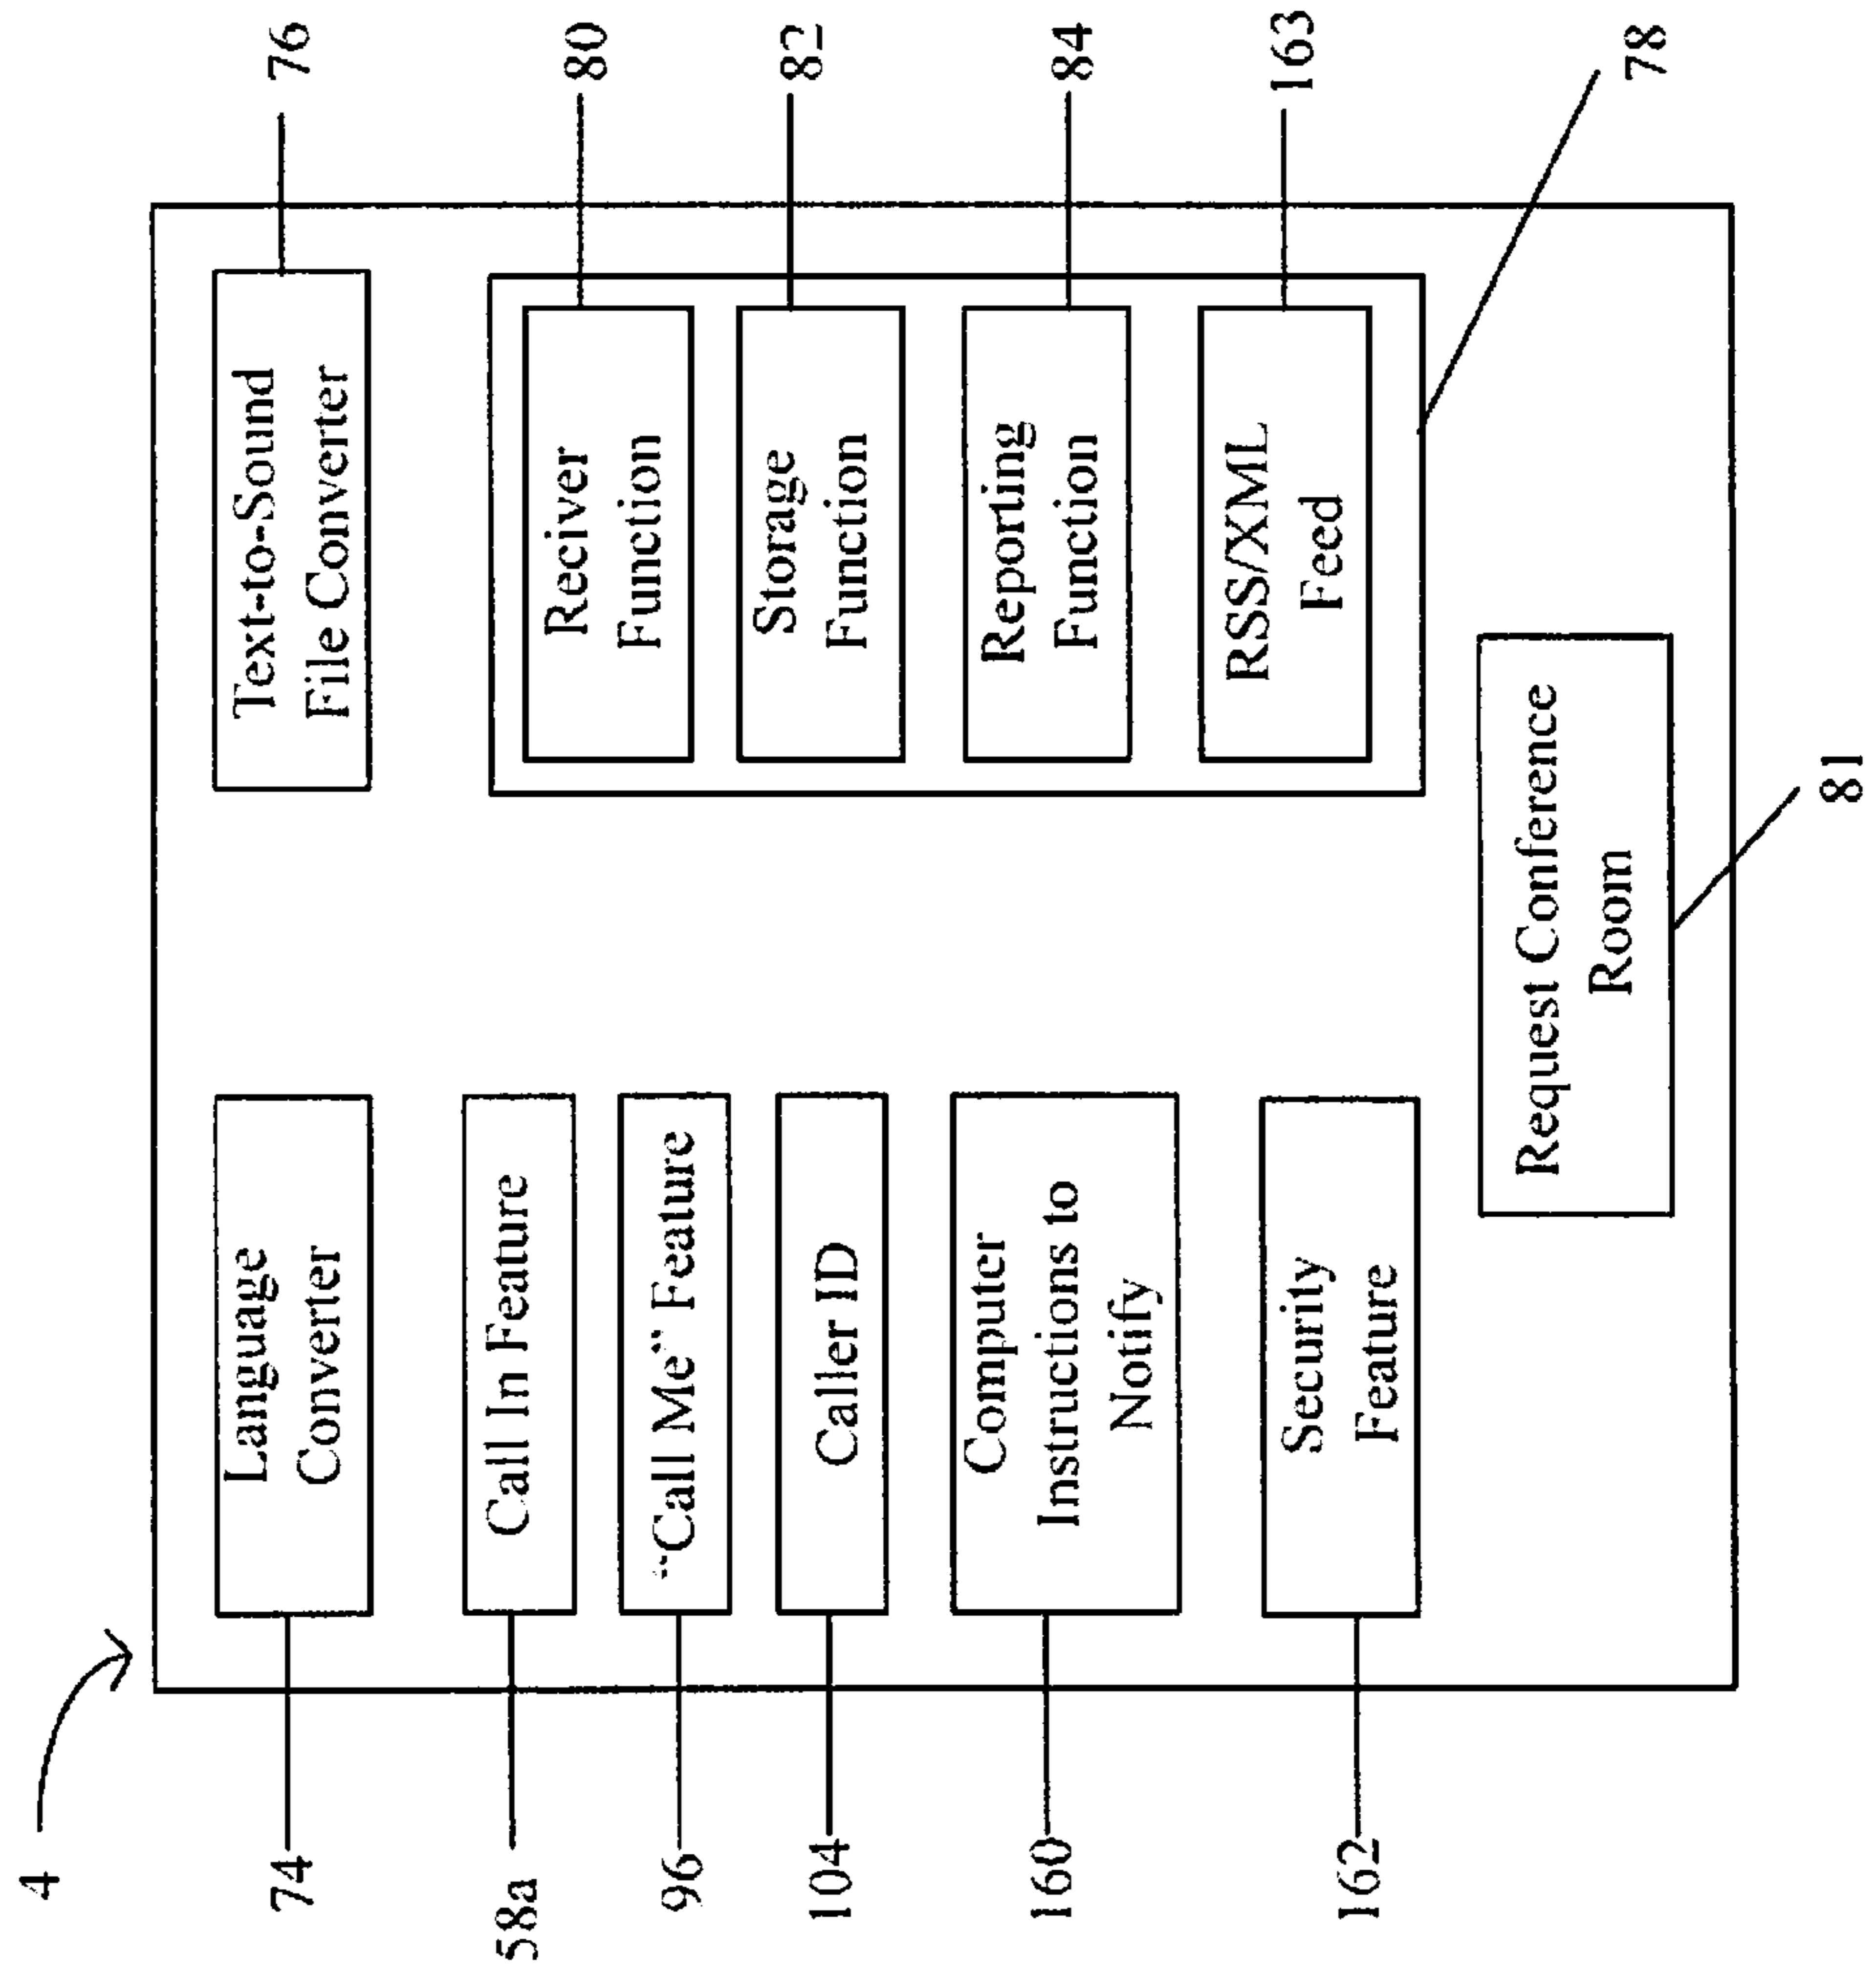 4
74
Language
Converter
Text-to-Sound
File Converter
76
58a
Call In Feature
96
"Call Me" Feature
104
Caller ID
160
Computer
Instructions to
Notify
162
Security
Feature
Reciver
Function
80
Storage
Function
82
Reporting
Function
84
RSS/XML
Feed
163
78
Request Conference
Room
81